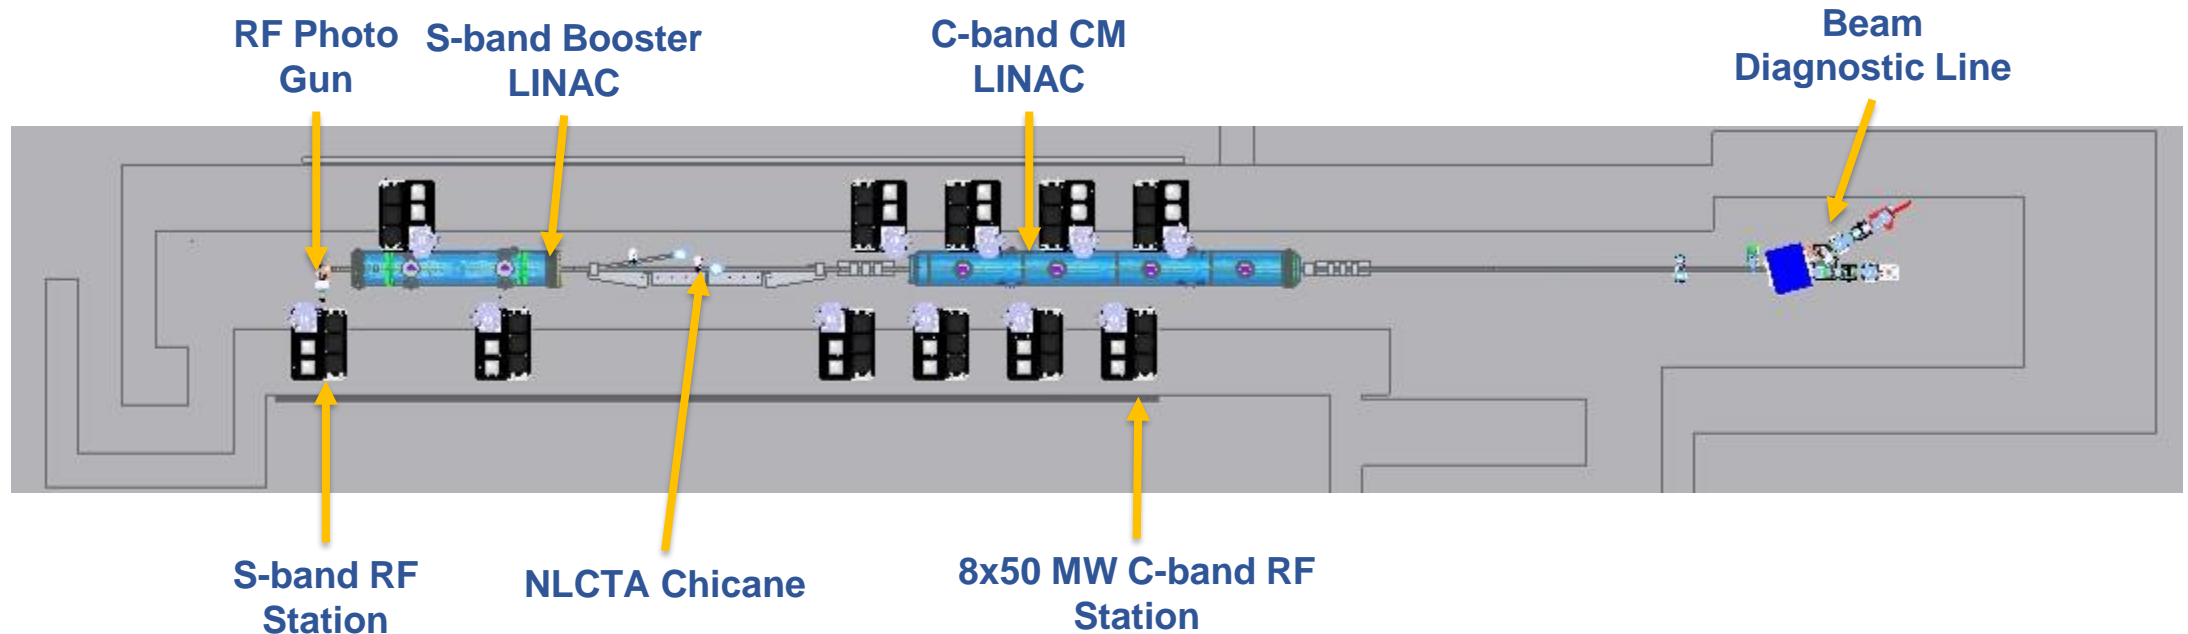 RF Photo
Gun
S-band Booster
LINAC
C-band CM
LINAC
Beam
Diagnostic Line
S-band RF
Station
NLCTA Chicane
8x50 MW C-band RF
Station